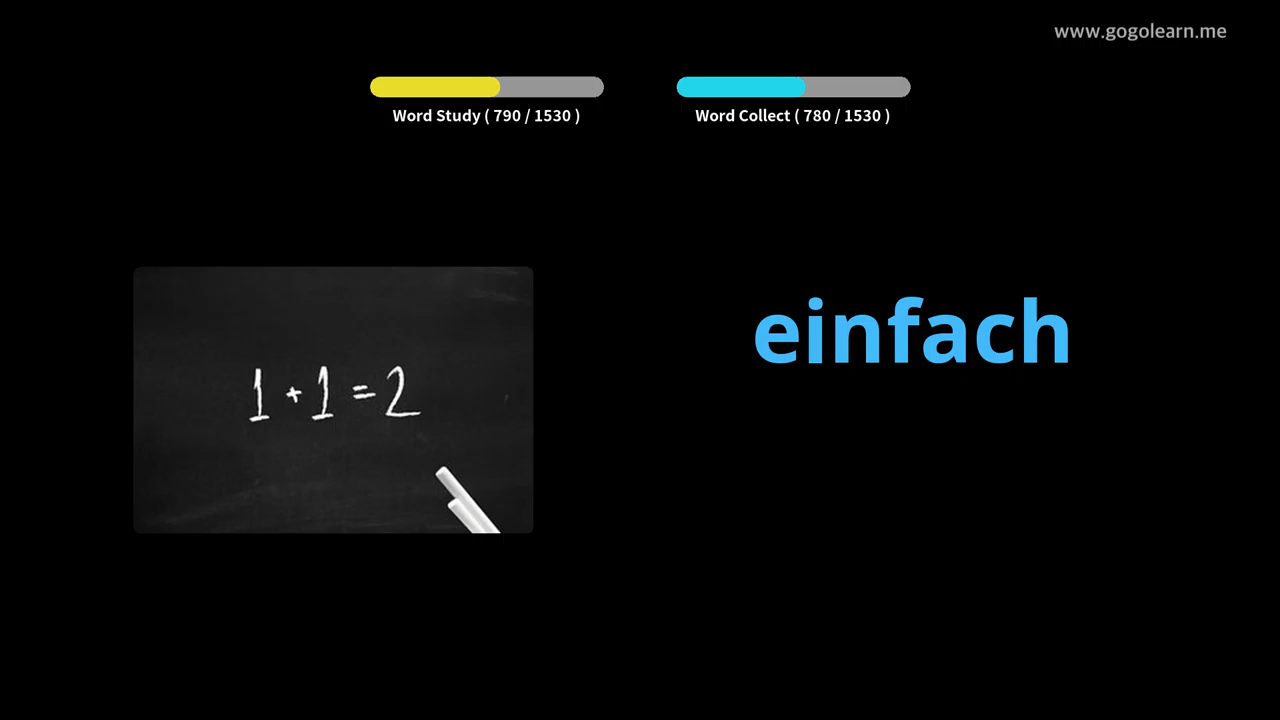 www.gogolearn.me
Word Study ( 790 / 1530 )
Word Collect ( 780 / 1530 )
einfach
1 + 1 = 2